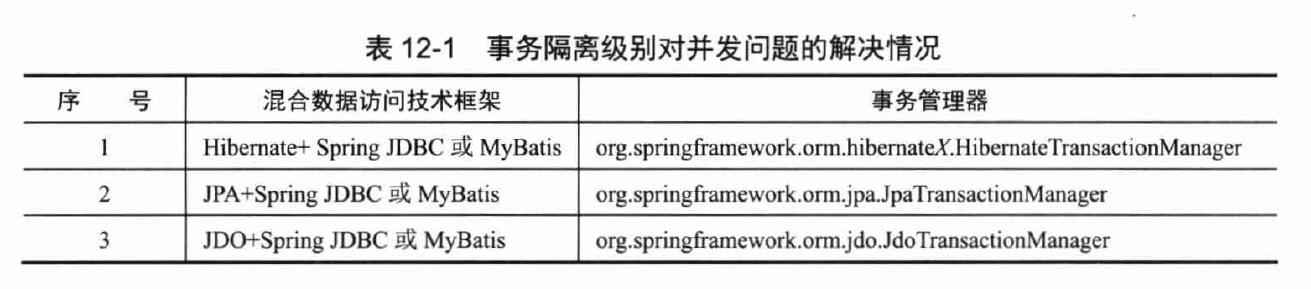 表 12-1 事务隔离级别对并发问题的解决情况
序 号 混合数据访问技术框架 事务管理器
1 Hibernate+ Spring JDBC 或 MyBatis org.springframework.orm.hibernateX.HibernateTransactionManager
2 JPA+Spring JDBC 或 MyBatis org.springframework.orm.jpa.JpaTransactionManager
3 JDO+Spring JDBC 或 MyBatis org.springframework.orm.jdo.JdoTransactionManager